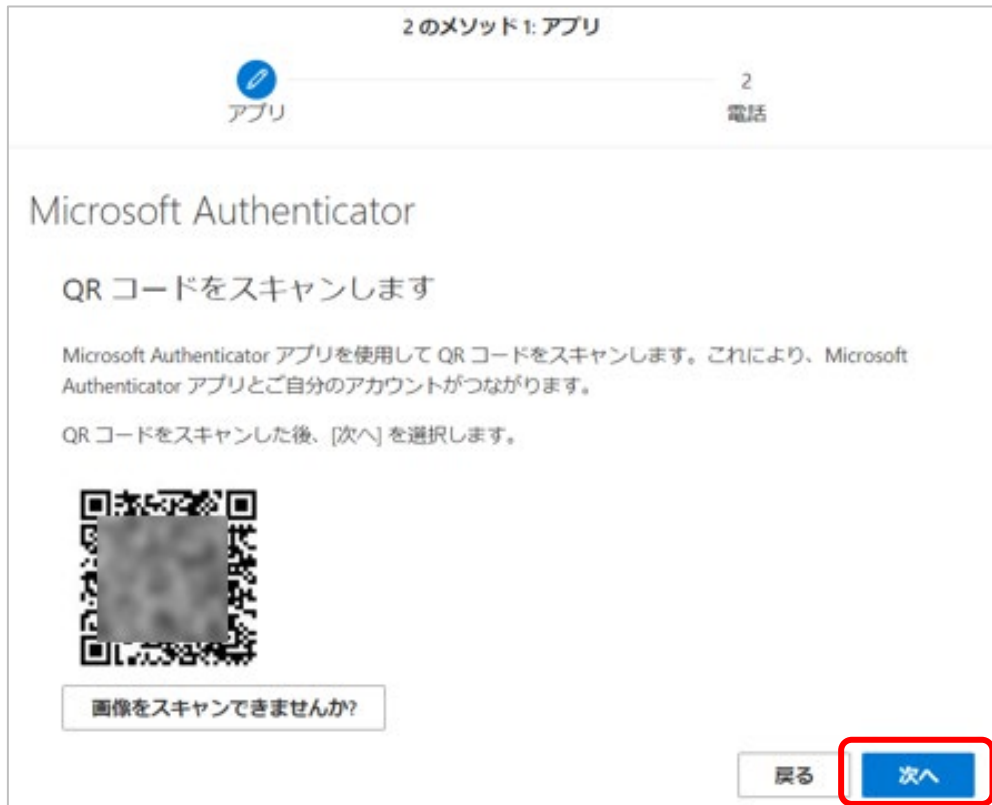 2 のメソッド 1: アプリ
アプリ
2
電話
Microsoft Authenticator
QR コードをスキャンします
Microsoft Authenticator アプリを使用して QR コードをスキャンします。これにより、Microsoft
Authenticator アプリとご自分のアカウントがつながります。
QR コードをスキャンした後、[次へ] を選択します。
画像をスキャンできませんか?
戻る
次へ